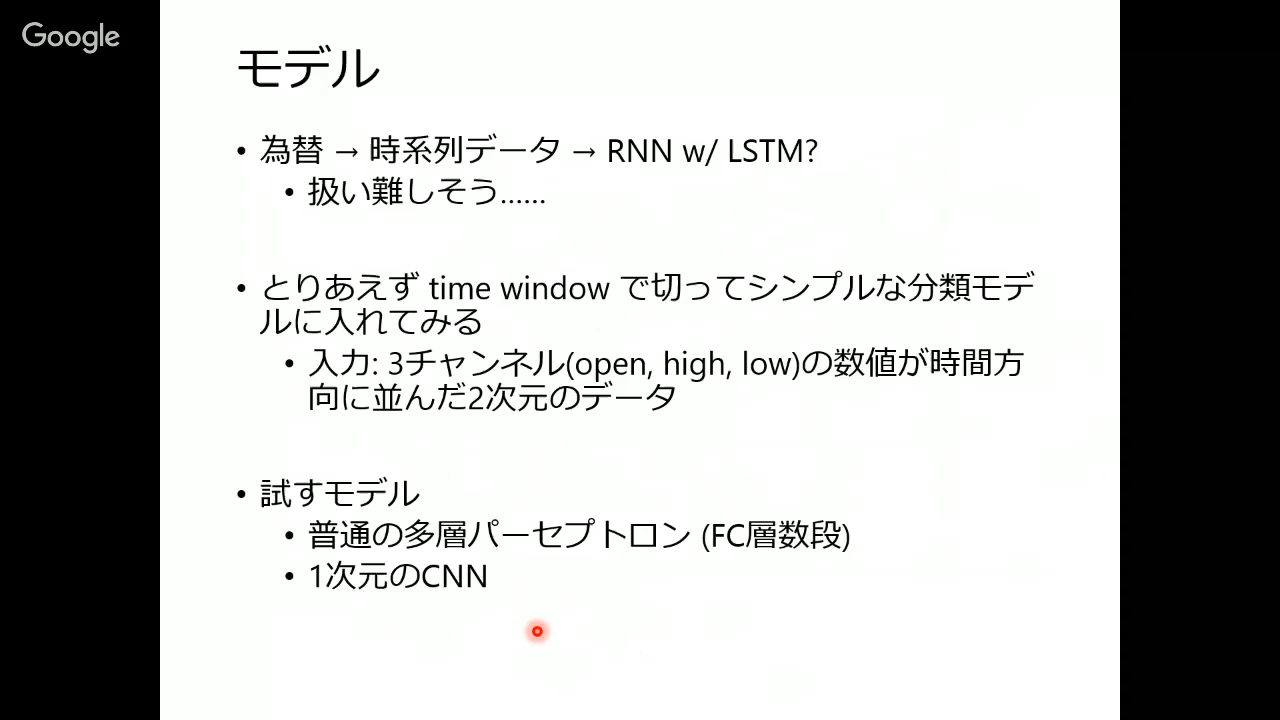 Google
モデル
• 為替 → 時系列データ → RNN w/ LSTM?
• 扱い難しそう……
• とりあえず time window で切ってシンプルな分類モデ
ルに入れてみる
• 入力: 3チャンネル(open, high, low)の数値が時間方
向に並んだ2次元のデータ
• 試すモデル
• 普通の多層パーセプトロン (FC層数段)
• 1次元のCNN